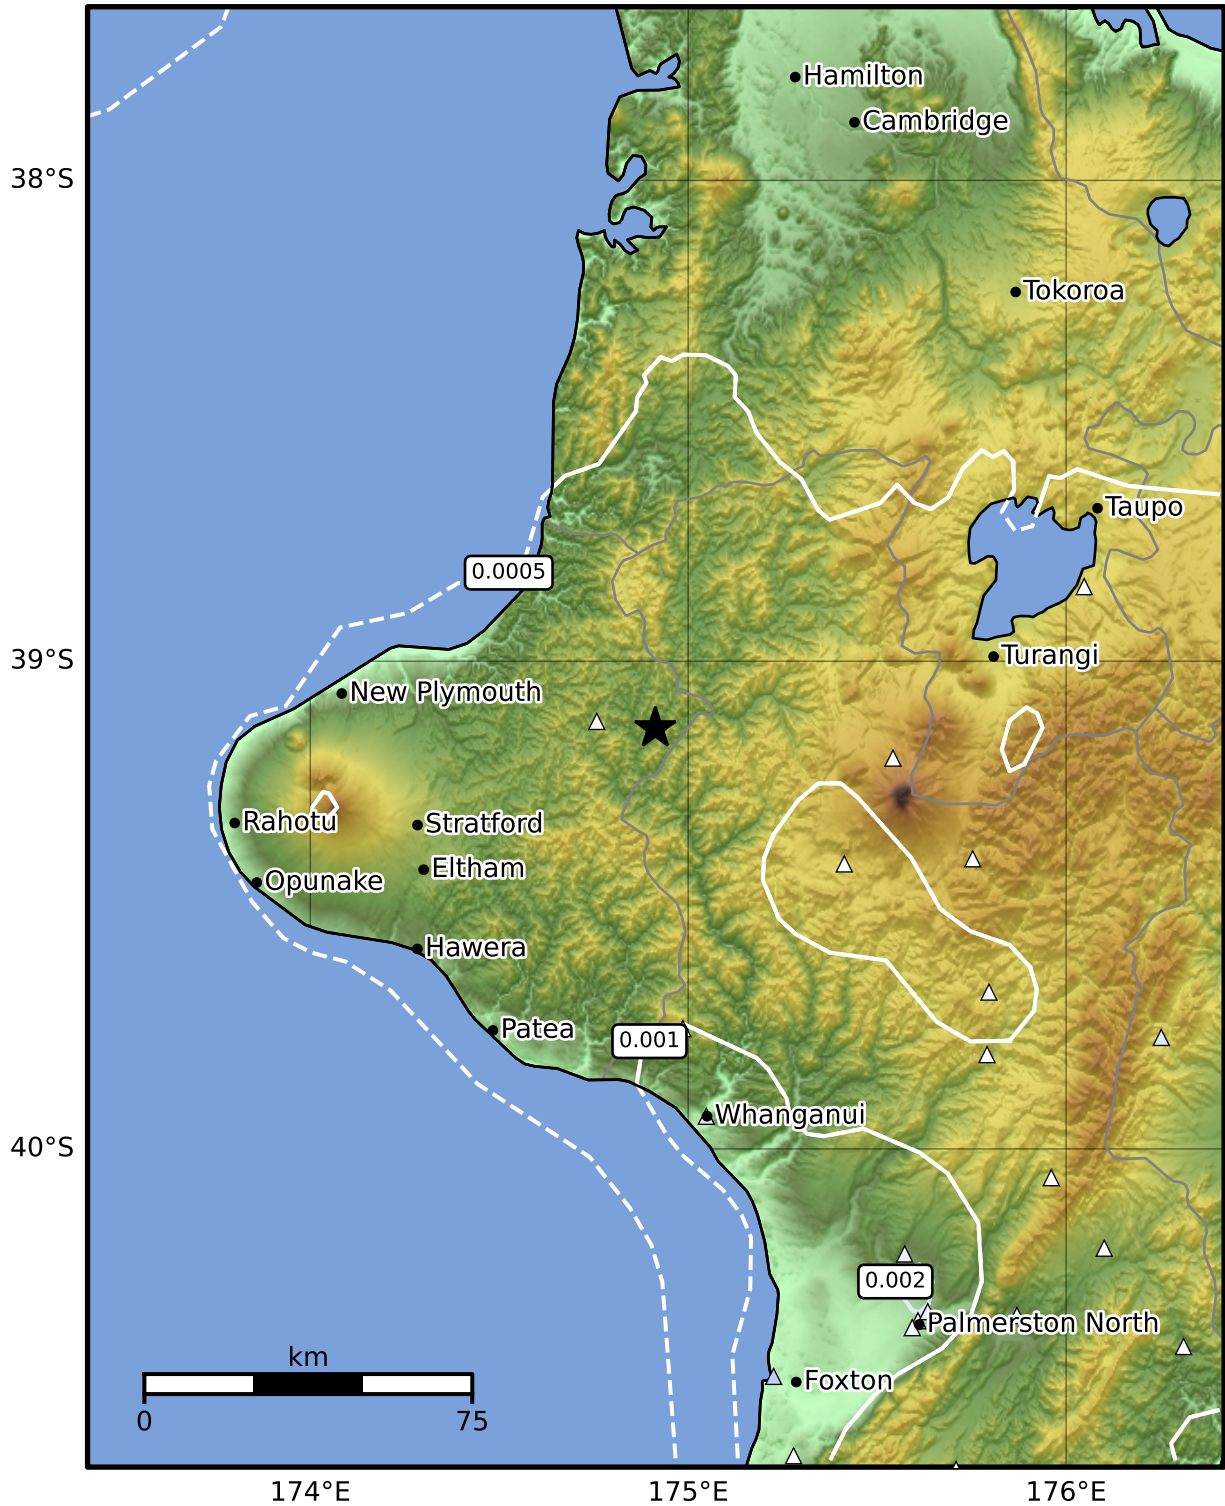 Hamilton
Cambridge
38°S
Tokoroa
Taupo
0.0005
39°S
Turangi
New Plymouth
Rahotu
Stratford
Eltham
Opunake
Hawera
Patea
0.001
Whanganui
40°S
0.002
Palmerston North
km
Foxton
0
75
174°E
175°E
176°E